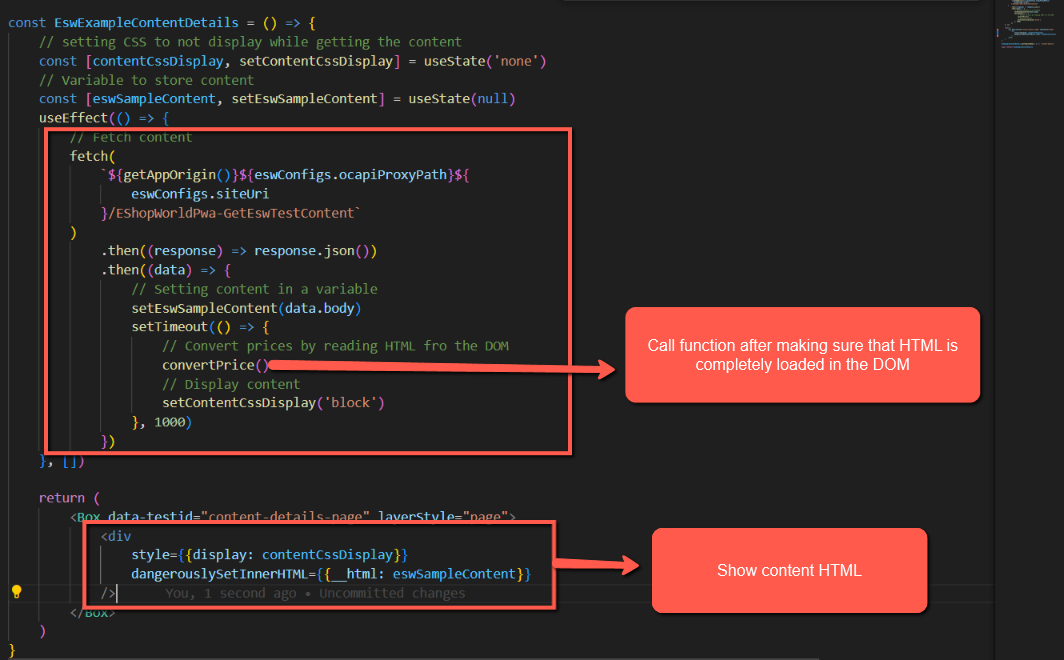 const EswExampleContentDetails = () => {
// setting CSS to not display while getting the content
const [contentCssDisplay, setContentCssDisplay] = useState('none')
// Variable to store content
const [eswSampleContent, setEswSampleContent] = useState(null)
useEffect(() => {
// Fetch content
fetch(
`${getAppOrigin()}${eswConfigs.ocapiProxyPath}${
eswConfigs.siteUri
}/EShopWorldPwa-GetEswTestContent`
)
.then((response) => response.json())
.then((data) => {
// Setting content in a variable
setEswSampleContent(data.body)
setTimeout(() => {
// Convert prices by reading HTML fro the DOM
convertPrice()
// Display content
setContentCssDisplay('block')
}, 1000)
})
}, [])
return (
<Box data-testid="content-details-page" layerStyle="page">
<div
style={{display: contentCssDisplay}}
dangerouslySetInnerHTML={{__html: eswSampleContent}}
/> You, 1 second ago • Uncommitted changes
</Box>
)
}
Call function after making sure that HTML is
completely loaded in the DOM
Show content HTML